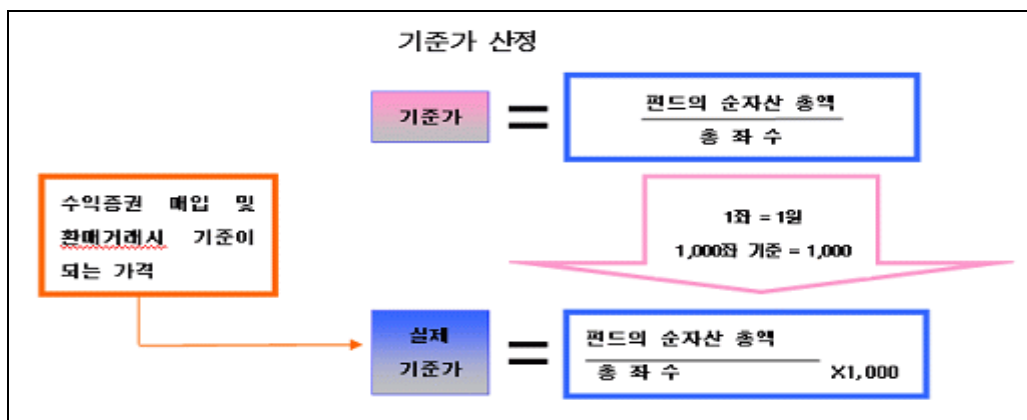 기준가 산정
기준가
=
펀드의 순자산 총액
총 좌 수
수익증권 매입 및
환매거래시 기준이
되는 가격
1좌 = 1원
1,000좌 기준 = 1,000
실제
기준가
=
펀드의 순자산 총액
총 좌 수 X1,000